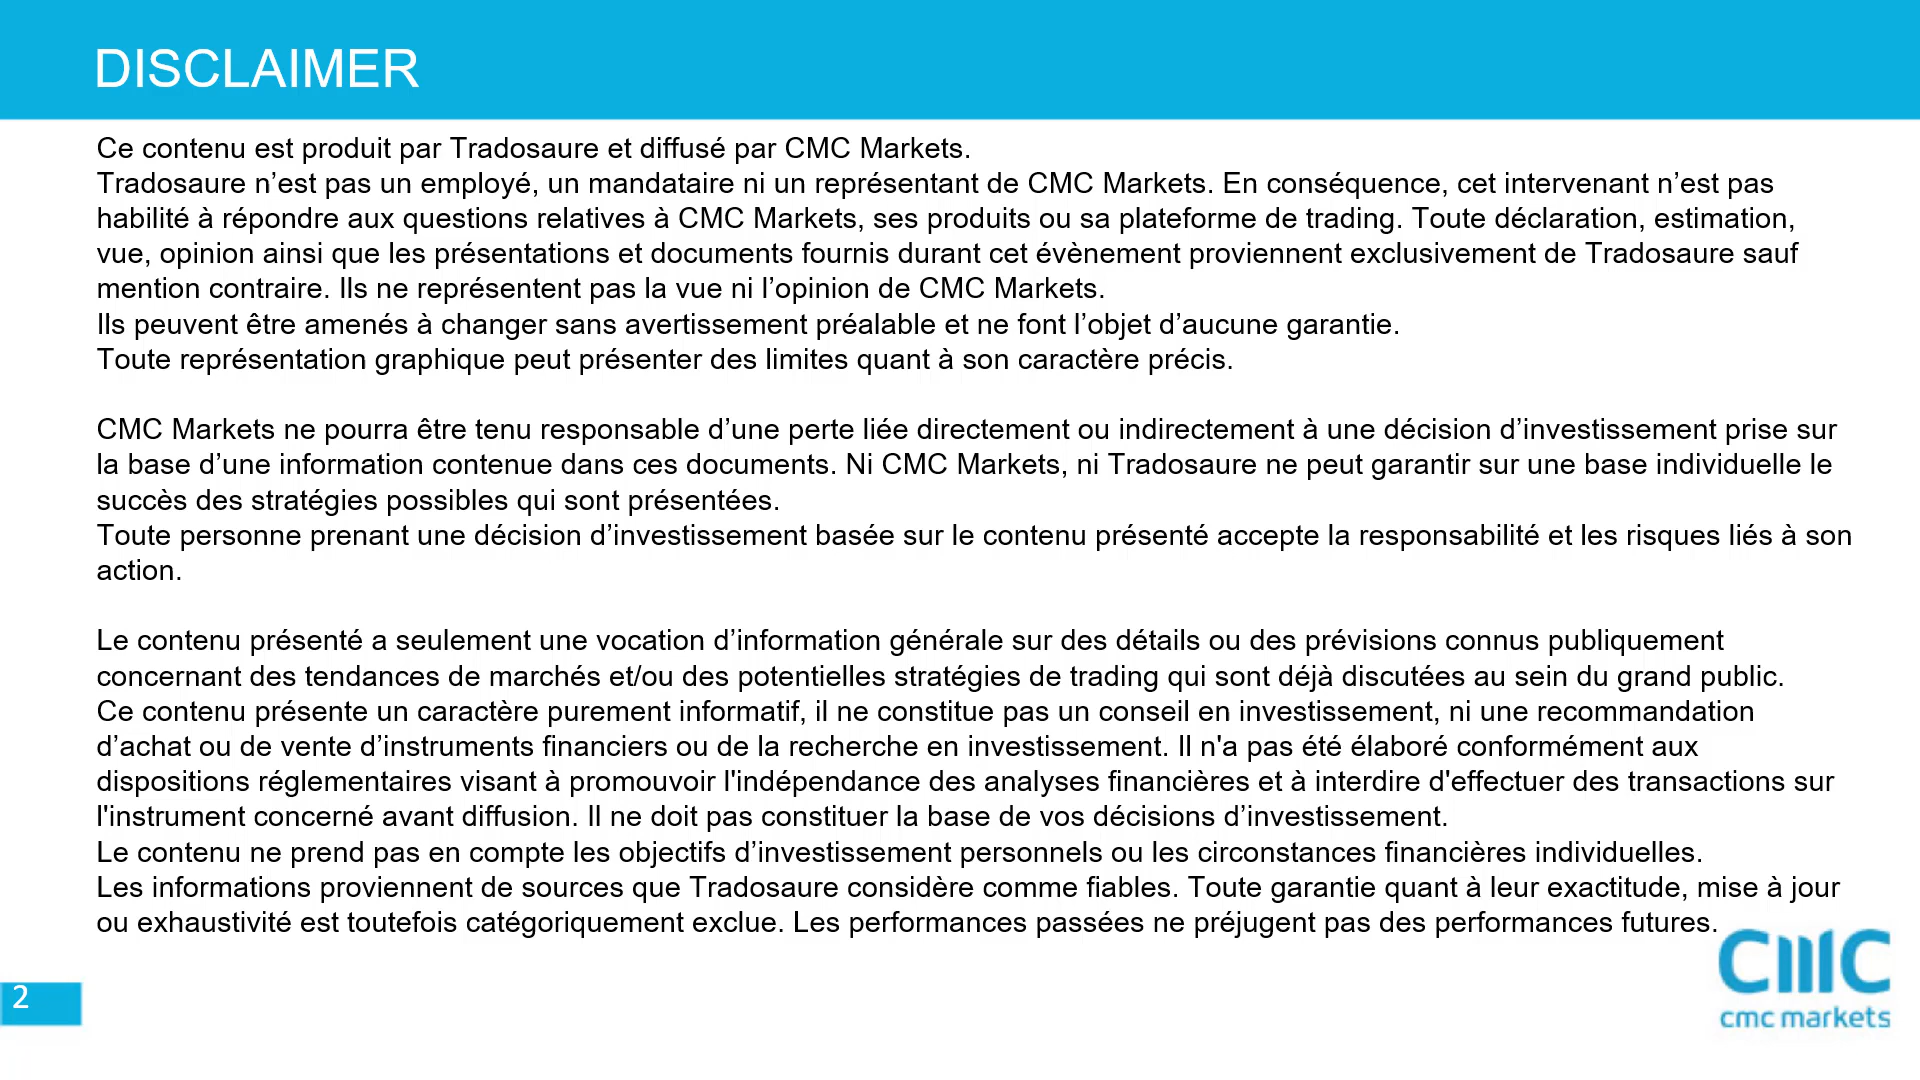 DISCLAIMER
Ce contenu est produit par Tradosaure et diffusé par CMC Markets.
Tradosaure n’est pas un employé, un mandataire ni un représentant de CMC Markets. En conséquence, cet intervenant n’est pas
habilité à répondre aux questions relatives à CMC Markets, ses produits ou sa plateforme de trading. Toute déclaration, estimation,
vue, opinion ainsi que les présentations et documents fournis durant cet évènement proviennent exclusivement de Tradosaure sauf
mention contraire. Ils ne représentent pas la vue ni l’opinion de CMC Markets.
Ils peuvent être amenés à changer sans avertissement préalable et ne font l’objet d’aucune garantie.
Toute représentation graphique peut présenter des limites quant à son caractère précis.
CMC Markets ne pourra être tenu responsable d’une perte liée directement ou indirectement à une décision d’investissement prise sur
la base d’une information contenue dans ces documents. Ni CMC Markets, ni Tradosaure ne peut garantir sur une base individuelle le
succès des stratégies possibles qui sont présentées.
Toute personne prenant une décision d’investissement basée sur le contenu présenté accepte la responsabilité et les risques liés à son
action.
Le contenu présenté a seulement une vocation d’information générale sur des détails ou des prévisions connus publiquement
concernant des tendances de marchés et/ou des potentielles stratégies de trading qui sont déjà discutées au sein du grand public.
Ce contenu présente un caractère purement informatif, il ne constitue pas un conseil en investissement, ni une recommandation
d’achat ou de vente d’instruments financiers ou de la recherche en investissement. Il n'a pas été élaboré conformément aux
dispositions réglementaires visant à promouvoir l'indépendance des analyses financières et à interdire d'effectuer des transactions sur
l'instrument concerné avant diffusion. Il ne doit pas constituer la base de vos décisions d’investissement.
Le contenu ne prend pas en compte les objectifs d’investissement personnels ou les circonstances financières individuelles.
Les informations proviennent de sources que Tradosaure considère comme fiables. Toute garantie quant à leur exactitude, mise à jour
ou exhaustivité est toutefois catégoriquement exclue. Les performances passées ne préjugent pas des performances futures.
2
CMC
cmc markets